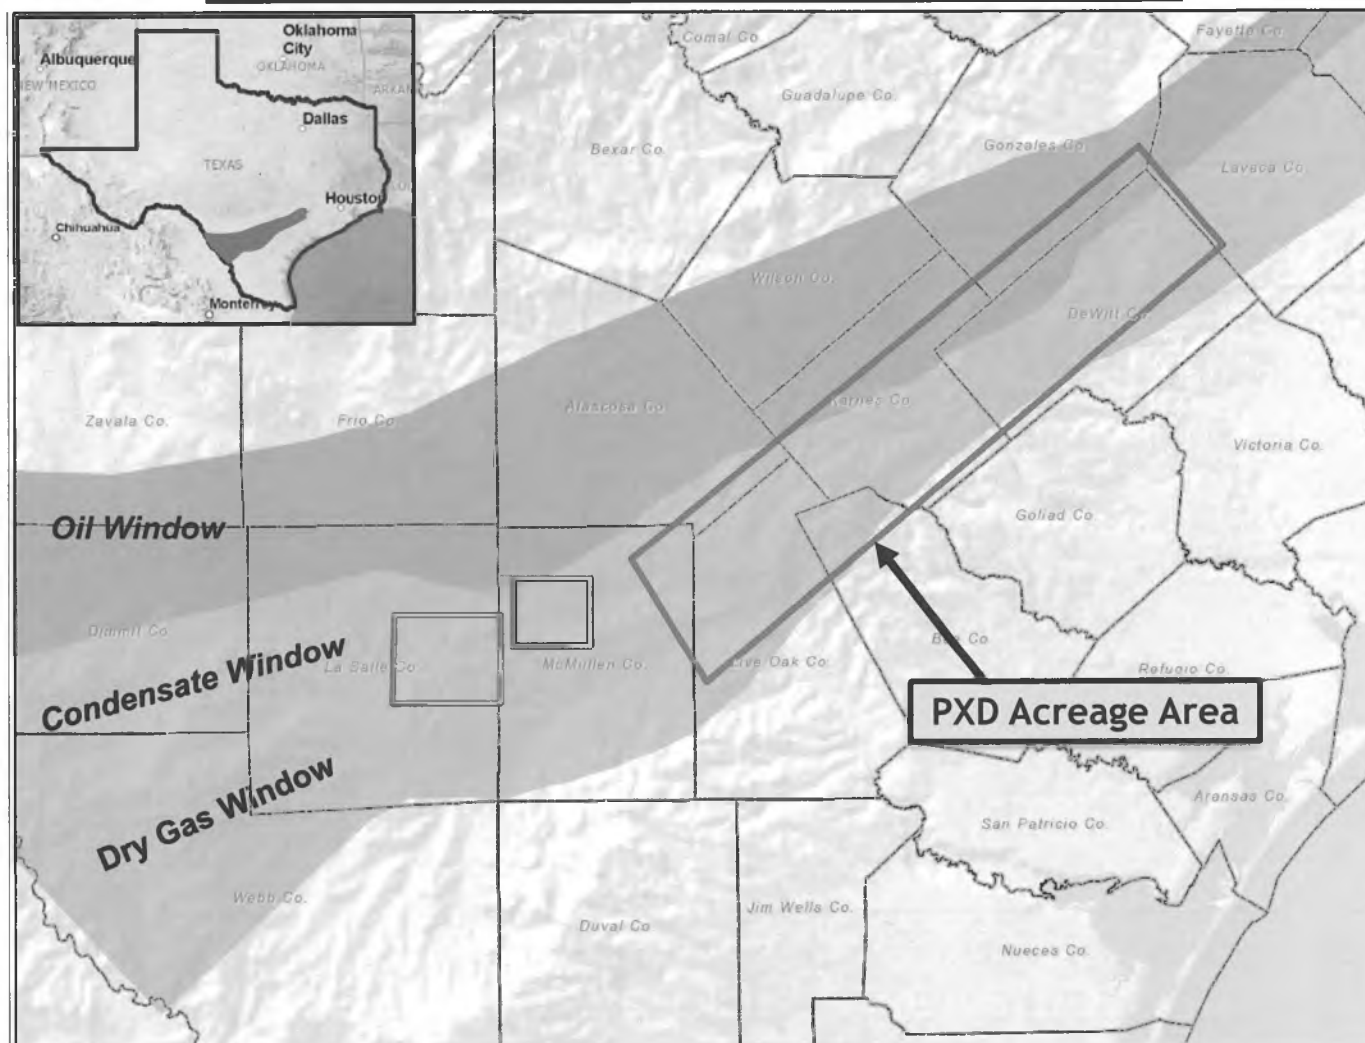 Oklahoma
City
Albuquerque
OKLAHOMA
NEW MEXICO
ARKAN
Dallas
TEXAS
Houston
Chihuahua
Monterrey
Comal Co.
Fayette Co.
Guadalupe Co.
Bexar Co.
Gonzales Co.
Lavaca Co.
Wilson Co.
DeWitt Co.
Zavala Co.
Frio Co.
Atascosa Co.
Karnes Co.
Victoria Co.
Oil Window
Goliad Co.
Dimmit Co.
Condensate Window
La Salle Co.
McMullen Co.
Live Oak Co.
Bee Co.
Refugio Co.
PXD Acreage Area
Dry Gas Window
Aransas Co.
San Patricio Co.
Webb Co.
Duval Co
Jim Wells Co.
Nueces Co.